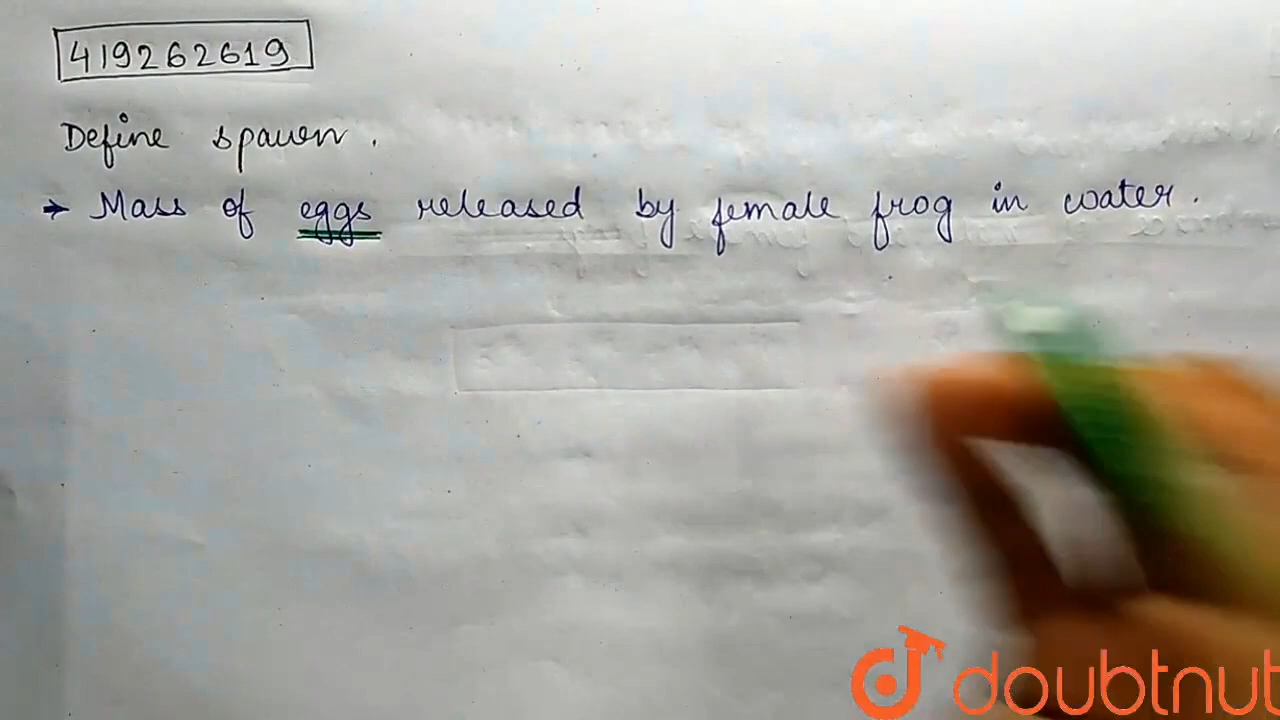 419262619
Define spawn.
→ Mass of eggs released by female frog in water.
doubtnut